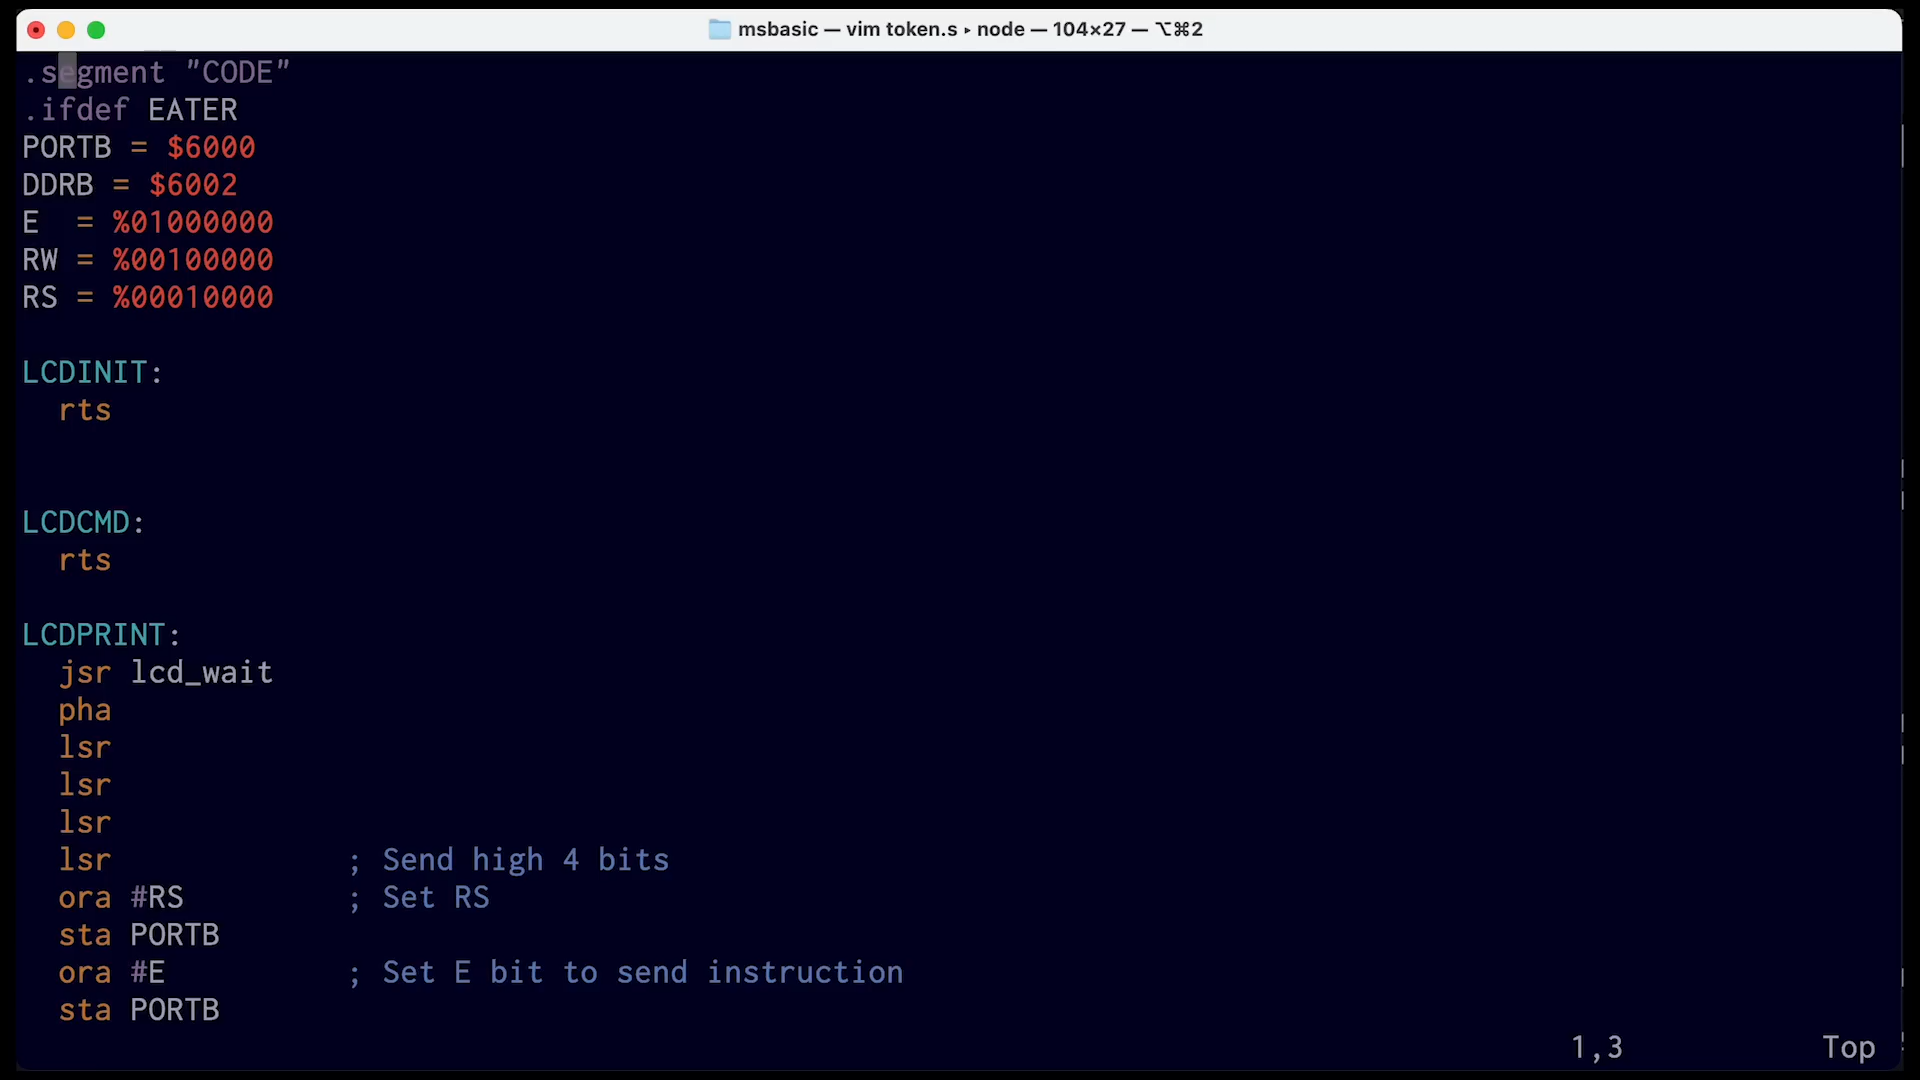 msbasic — vim token.s ▸ node — 104×27 — ⌥⌘2
.segment "CODE"
.ifdef EATER
PORTB = $6000
DDRB = $6002
E  = %01000000
RW = %00100000
RS = %00010000
LCDINIT:
  rts
LCDCMD:
  rts
LCDPRINT:
  jsr lcd_wait
  pha
  lsr
  lsr
  lsr
  lsr             ; Send high 4 bits
  ora #RS         ; Set RS
  sta PORTB
  ora #E          ; Set E bit to send instruction
  sta PORTB
1,3 Top